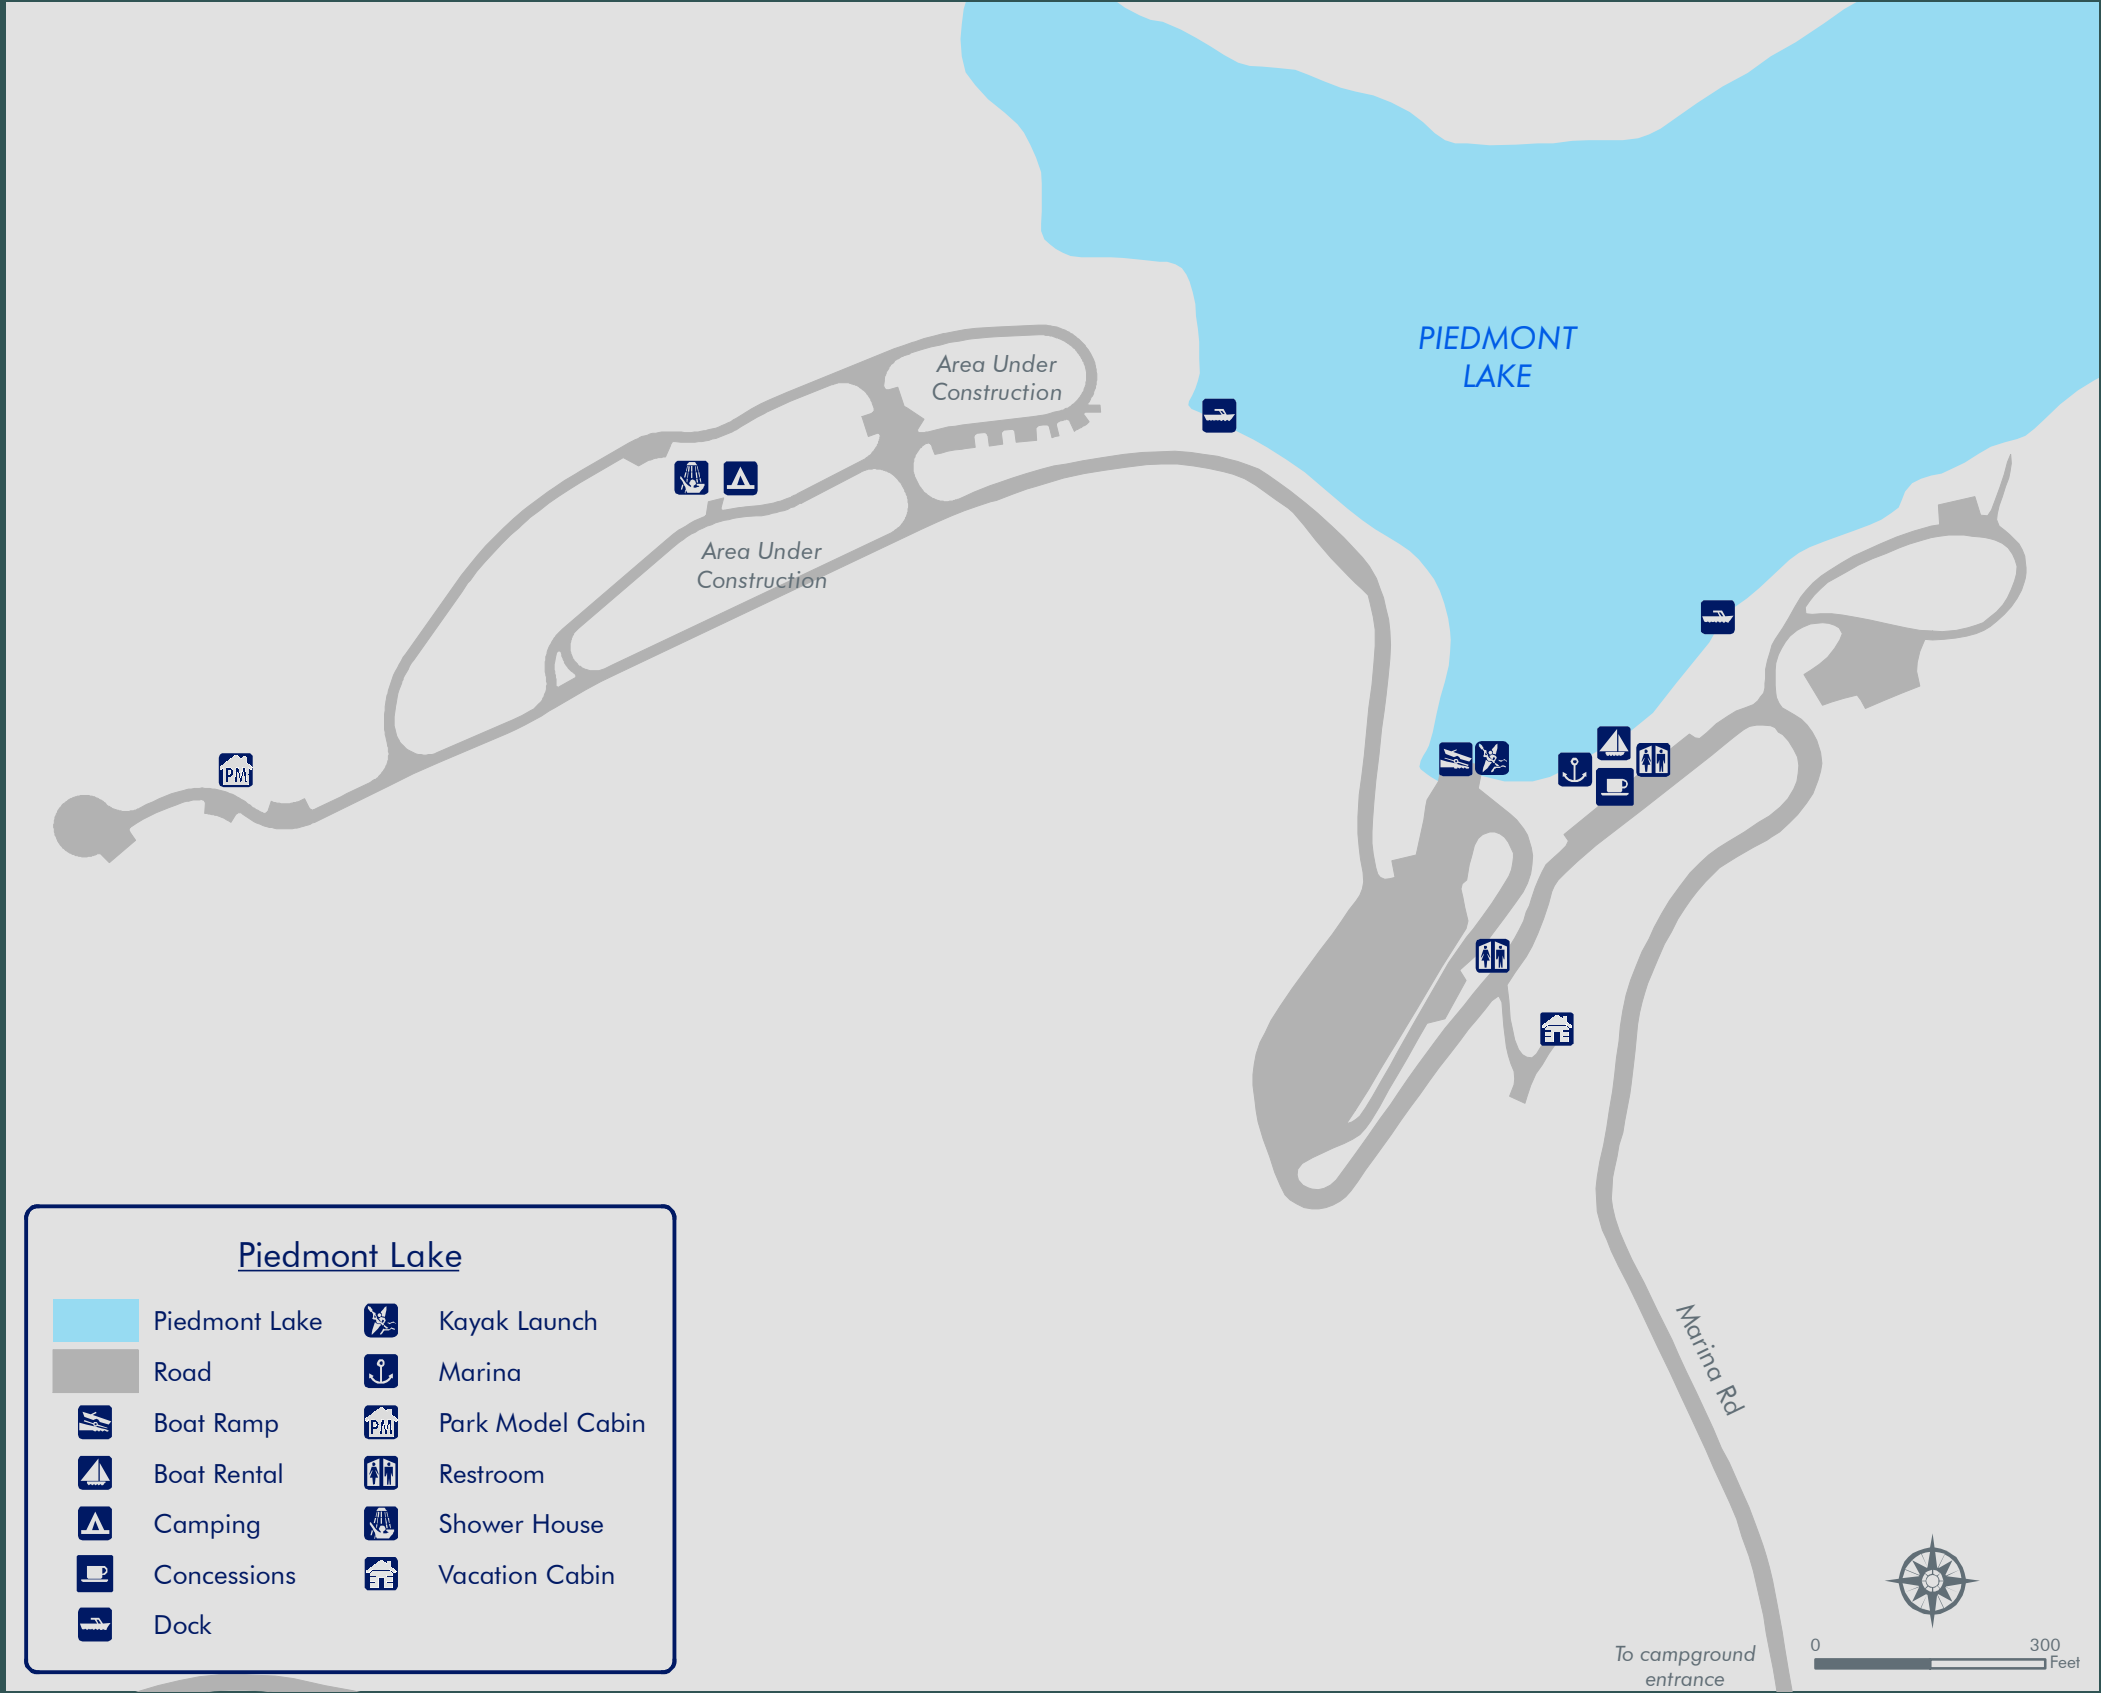 PIEDMONT
LAKE
Area Under
Construction
Area Under
Construction
PM
Piedmont Lake
Piedmont Lake
Road
Boat Ramp
Boat Rental
Camping
Concessions
Dock
Kayak Launch
Marina
PM
Park Model Cabin
Restroom
Shower House
Vacation Cabin
Marina Rd
To campground
entrance
0 300
Feet